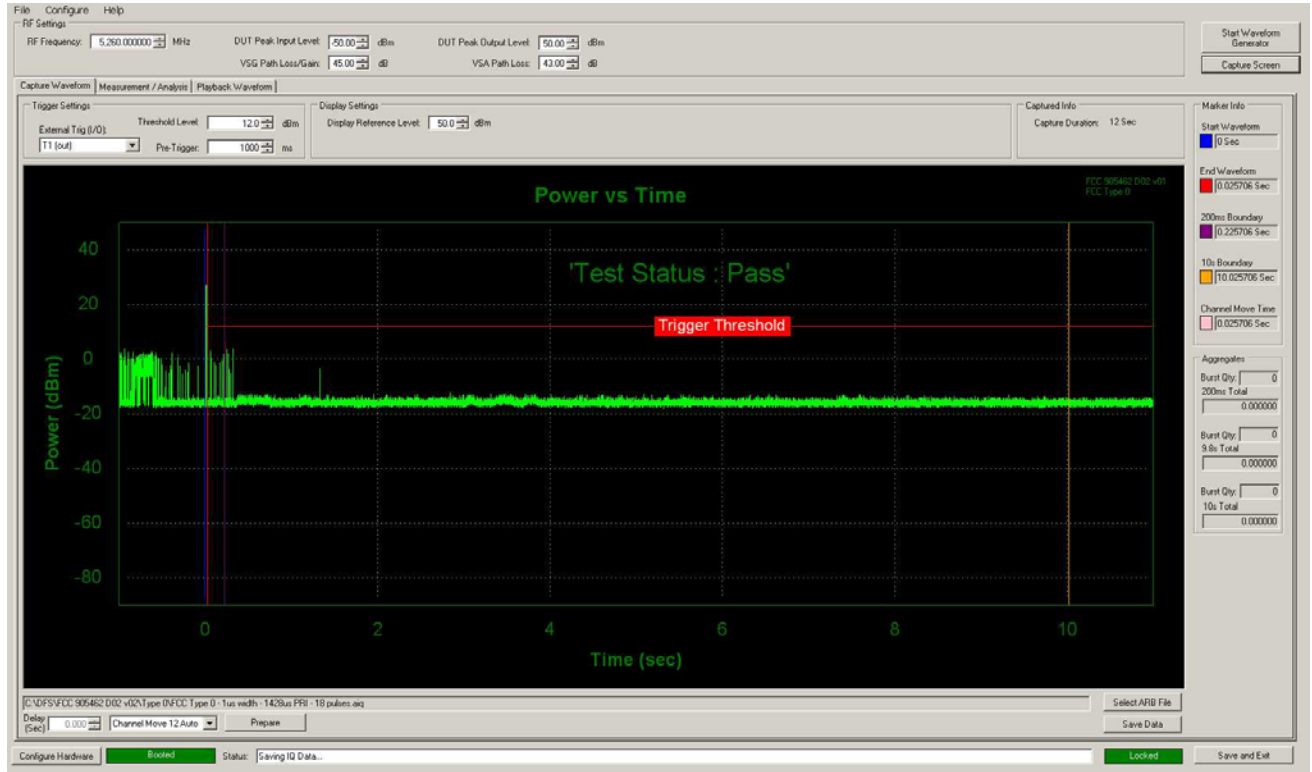 File Configure Help
RF Settings
RF Frequency: 5,260.000000 MHz DUT Peak Input Level: -50.00 dBm DUT Peak Output Level: 50.00 dBm
VSG Path Loss/Gain: 45.00 dB VSA Path Loss: 43.00 dB
Start Waveform Generator
Capture Screen
Capture Waveform Measurement / Analysis Playback Waveform
Trigger Settings
External Trig (I/O):
T1 (out)
Threshold Level: 12.0 dBm
Pre-Trigger: 1000 ms
Display Settings
Display Reference Level: 50.0 dBm
Captured Info
Capture Duration: 12 Sec
Marker Info
Start Waveform
0 Sec
End Waveform
0.025706 Sec
200ms Boundary
0.225706 Sec
10s Boundary
10.025706 Sec
Channel Move Time
0.025706 Sec
Aggregates
Burst Qty: 0
200ms Total
0.000000
Burst Qty: 0
9.8s Total
0.000000
Burst Qty: 0
10s Total
0.000000
Power vs Time
FCC 905462 D02 v01
FCC Type 0
'Test Status : Pass'
Trigger Threshold
Power (dBm)
40
20
0
-20
-40
-60
-80
0 2 4 6 8 10
Time (sec)
C:\DFS\FCC 905462 D02 v02\Type 0\FCC Type 0 - 1us width - 1428us PRI - 18 pulses.aiq
Select ARB File
Delay (Sec) 0.000 Channel Move 12 Auto Prepare
Save Data
Configure Hardware Booted Status: Saving IQ Data... Locked Save and Exit